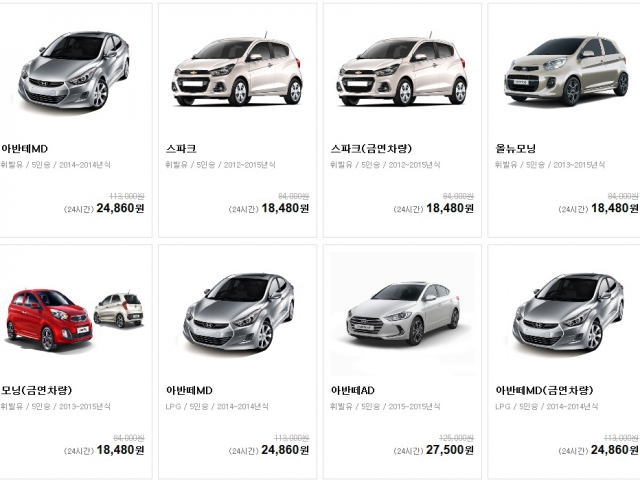 아반떼MD
휘발유 / 5인승 / 2014~2014년식
113,000원
(24시간) 24,860원
스파크
휘발유 / 5인승 / 2012~2015년식
84,000원
(24시간) 18,480원
스파크(금연차량)
휘발유 / 5인승 / 2012~2015년식
84,000원
(24시간) 18,480원
올뉴모닝
휘발유 / 5인승 / 2013~2015년식
84,000원
(24시간) 18,480원
모닝(금연차량)
휘발유 / 5인승 / 2013~2015년식
84,000원
(24시간) 18,480원
아반떼MD
LPG / 5인승 / 2014~2014년식
113,000원
(24시간) 24,860원
아반떼AD
휘발유 / 5인승 / 2015~2015년식
125,000원
(24시간) 27,500원
아반떼MD(금연차량)
LPG / 5인승 / 2014~2014년식
113,000원
(24시간) 24,860원